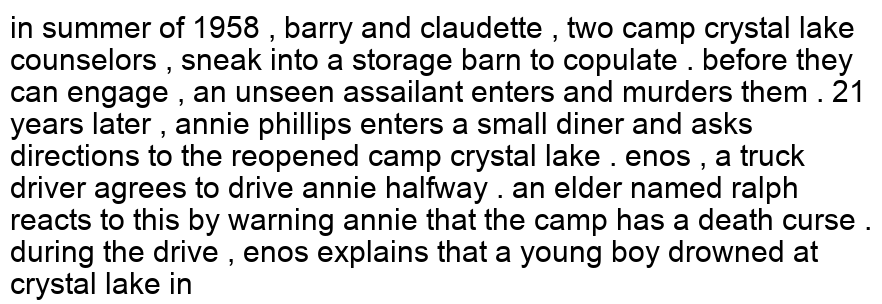 in summer of 1958 , barry and claudette , two camp crystal lake
counselors , sneak into a storage barn to copulate . before they
can engage , an unseen assailant enters and murders them . 21
years later , annie phillips enters a small diner and asks
directions to the reopened camp crystal lake . enos , a truck
driver agrees to drive annie halfway . an elder named ralph
reacts to this by warning annie that the camp has a death curse .
during the drive , enos explains that a young boy drowned at
crystal lake in